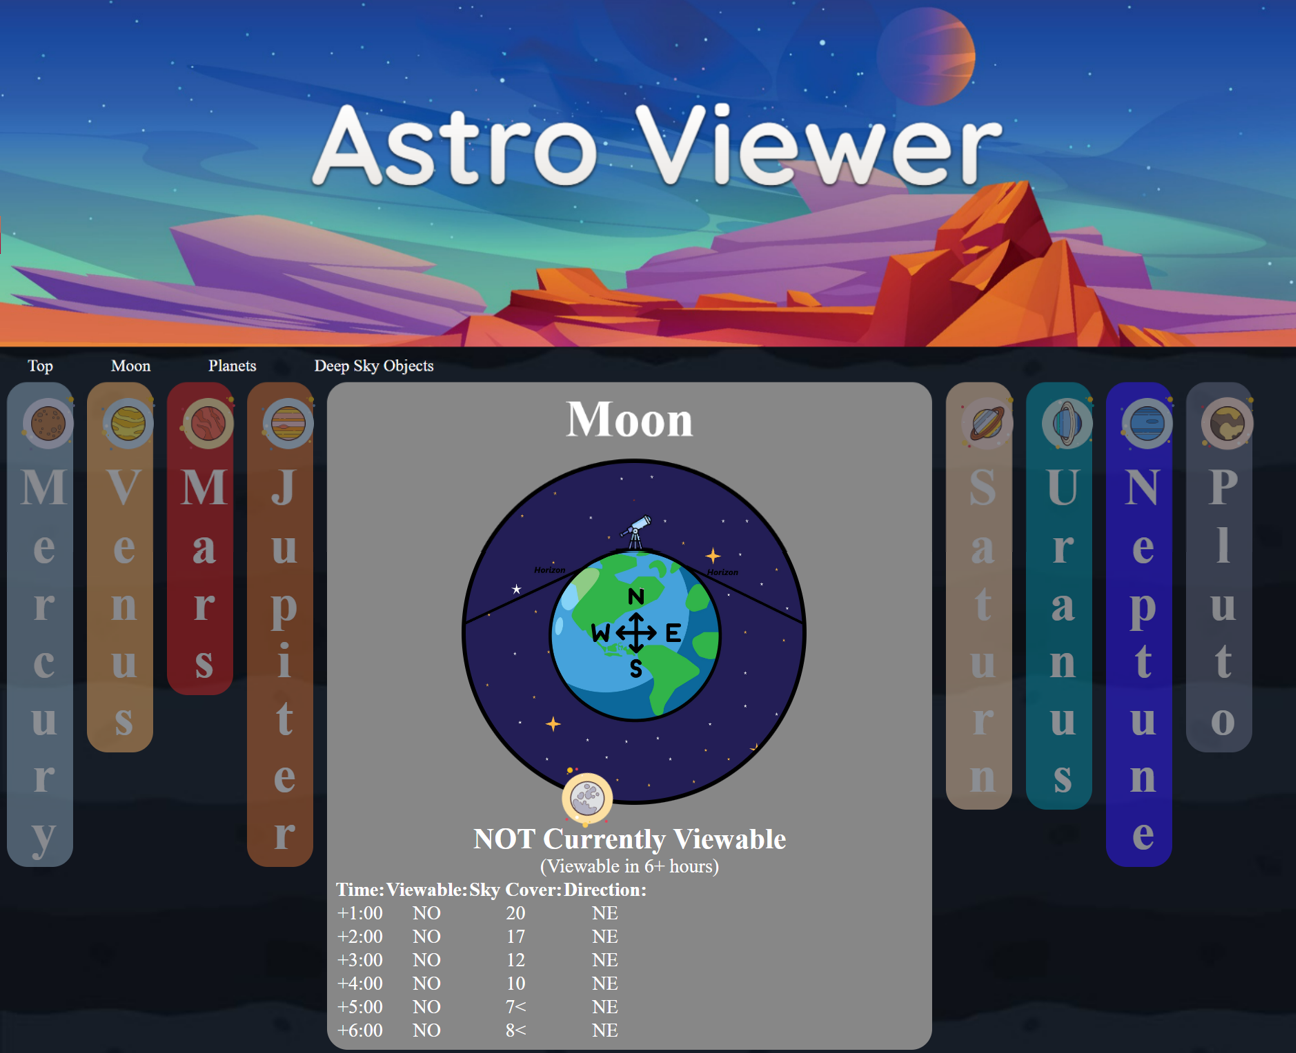 Astro Viewer
Top Moon Planets Deep Sky Objects
Mercury
Venus
Mars
Jupiter
Moon
Horizon Horizon
N
W E
S
NOT Currently Viewable
(Viewable in 6+ hours)
Time: Viewable: Sky Cover: Direction:
+1:00 NO 20 NE
+2:00 NO 17 NE
+3:00 NO 12 NE
+4:00 NO 10 NE
+5:00 NO 7< NE
+6:00 NO 8< NE
Saturn
Uranus
Neptune
Pluto